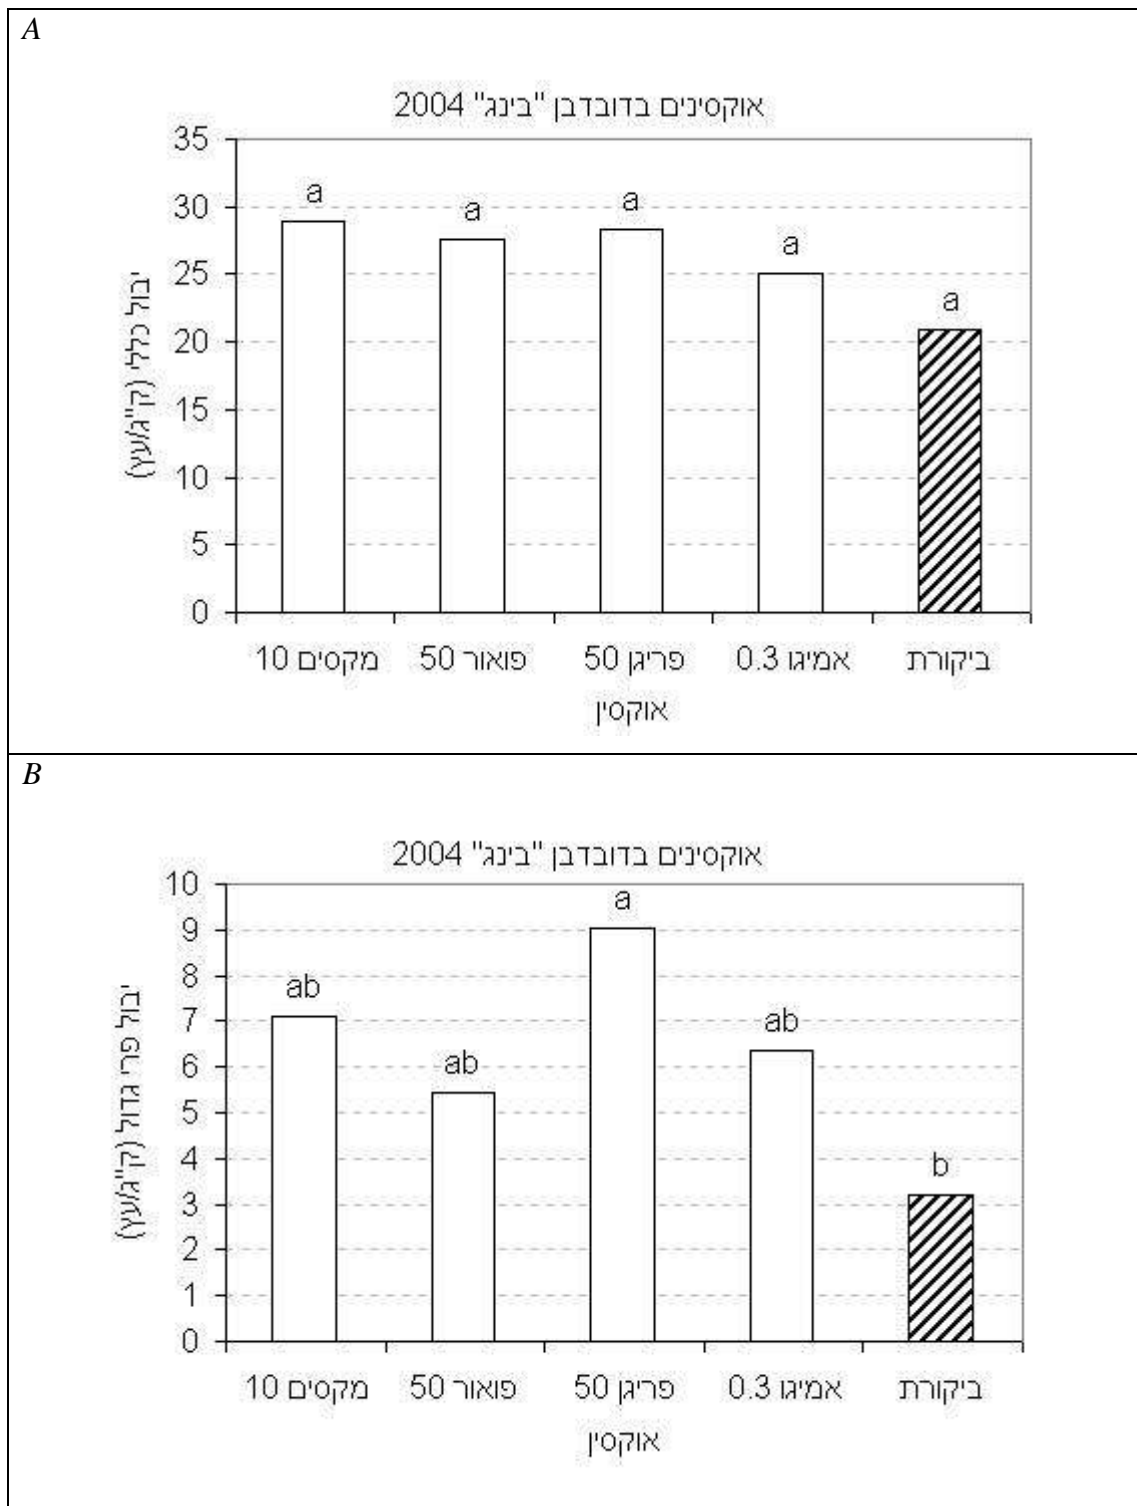 A
אוקסינים בדובדבן "בינג" 2004
יבול כללי (ק"ג/עץ)
35
30
25
20
15
10
5
0
a
a
a
a
a
מקסים 10
פואור 50
פריגן 50
אמיגו 0.3
ביקורת
אוקסין
B
אוקסינים בדובדבן "בינג" 2004
יבול פרי גדול (ק"ג/עץ)
10
9
8
7
6
5
4
3
2
1
0
ab
ab
a
ab
b
מקסים 10
פואור 50
פריגן 50
אמיגו 0.3
ביקורת
אוקסין